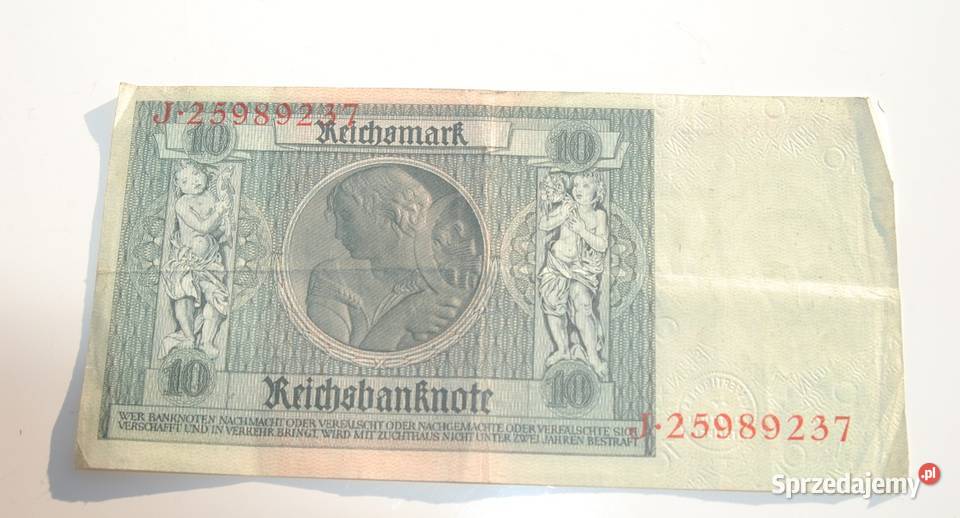 J·25989237
10 Reichsmark 10
10 Reichsbanknote 10
WER BANKNOTEN NACHMACHT ODER VERFÄLSCHT ODER NACHGEMACHTE ODER VERFÄLSCHTE SICH
VERSCHAFFT UND IN VERKEHR BRINGT, WIRD MIT ZUCHTHAUS NICHT UNTER ZWEI JAHREN BESTRAFT
J·25989237
Sprzedajemy.pl